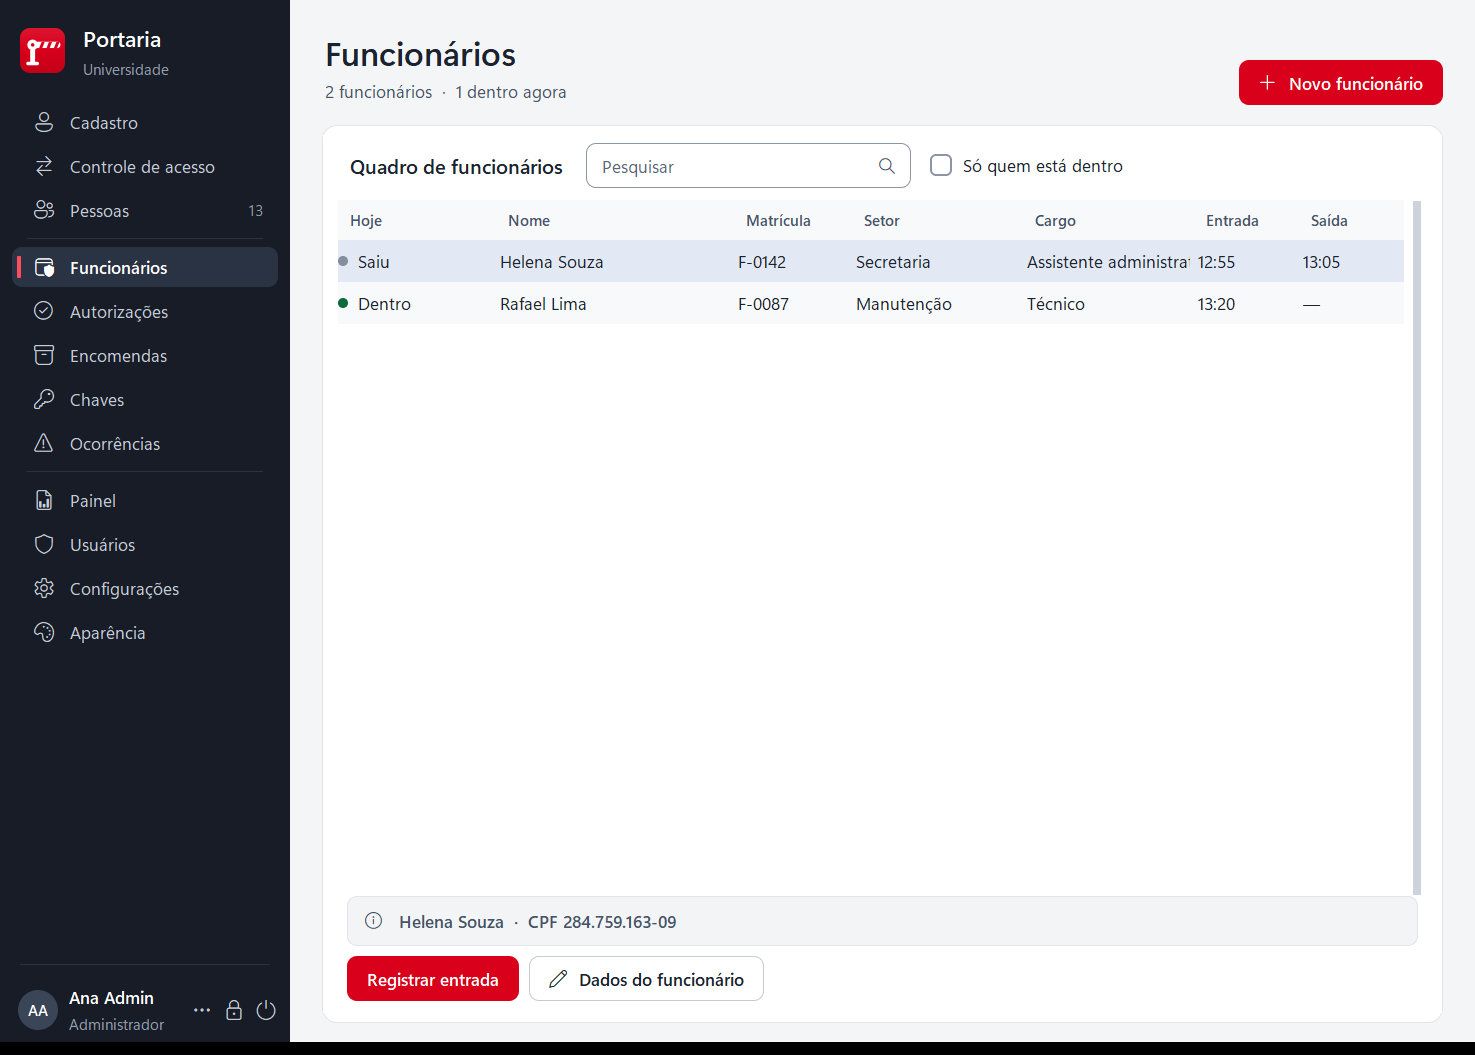 Portaria
Universidade
Cadastro
Controle de acesso
Pessoas 13
Funcionários
Autorizações
Encomendas
Chaves
Ocorrências
Painel
Usuários
Configurações
Aparência
AA Ana Admin
Administrador
Funcionários
2 funcionários · 1 dentro agora
Novo funcionário
Quadro de funcionários Pesquisar Só quem está dentro
Hoje Nome Matrícula Setor Cargo Entrada Saída
Saiu Helena Souza F-0142 Secretaria Assistente administra 12:55 13:05
Dentro Rafael Lima F-0087 Manutenção Técnico 13:20 —
Helena Souza · CPF 284.759.163-09
Registrar entrada Dados do funcionário